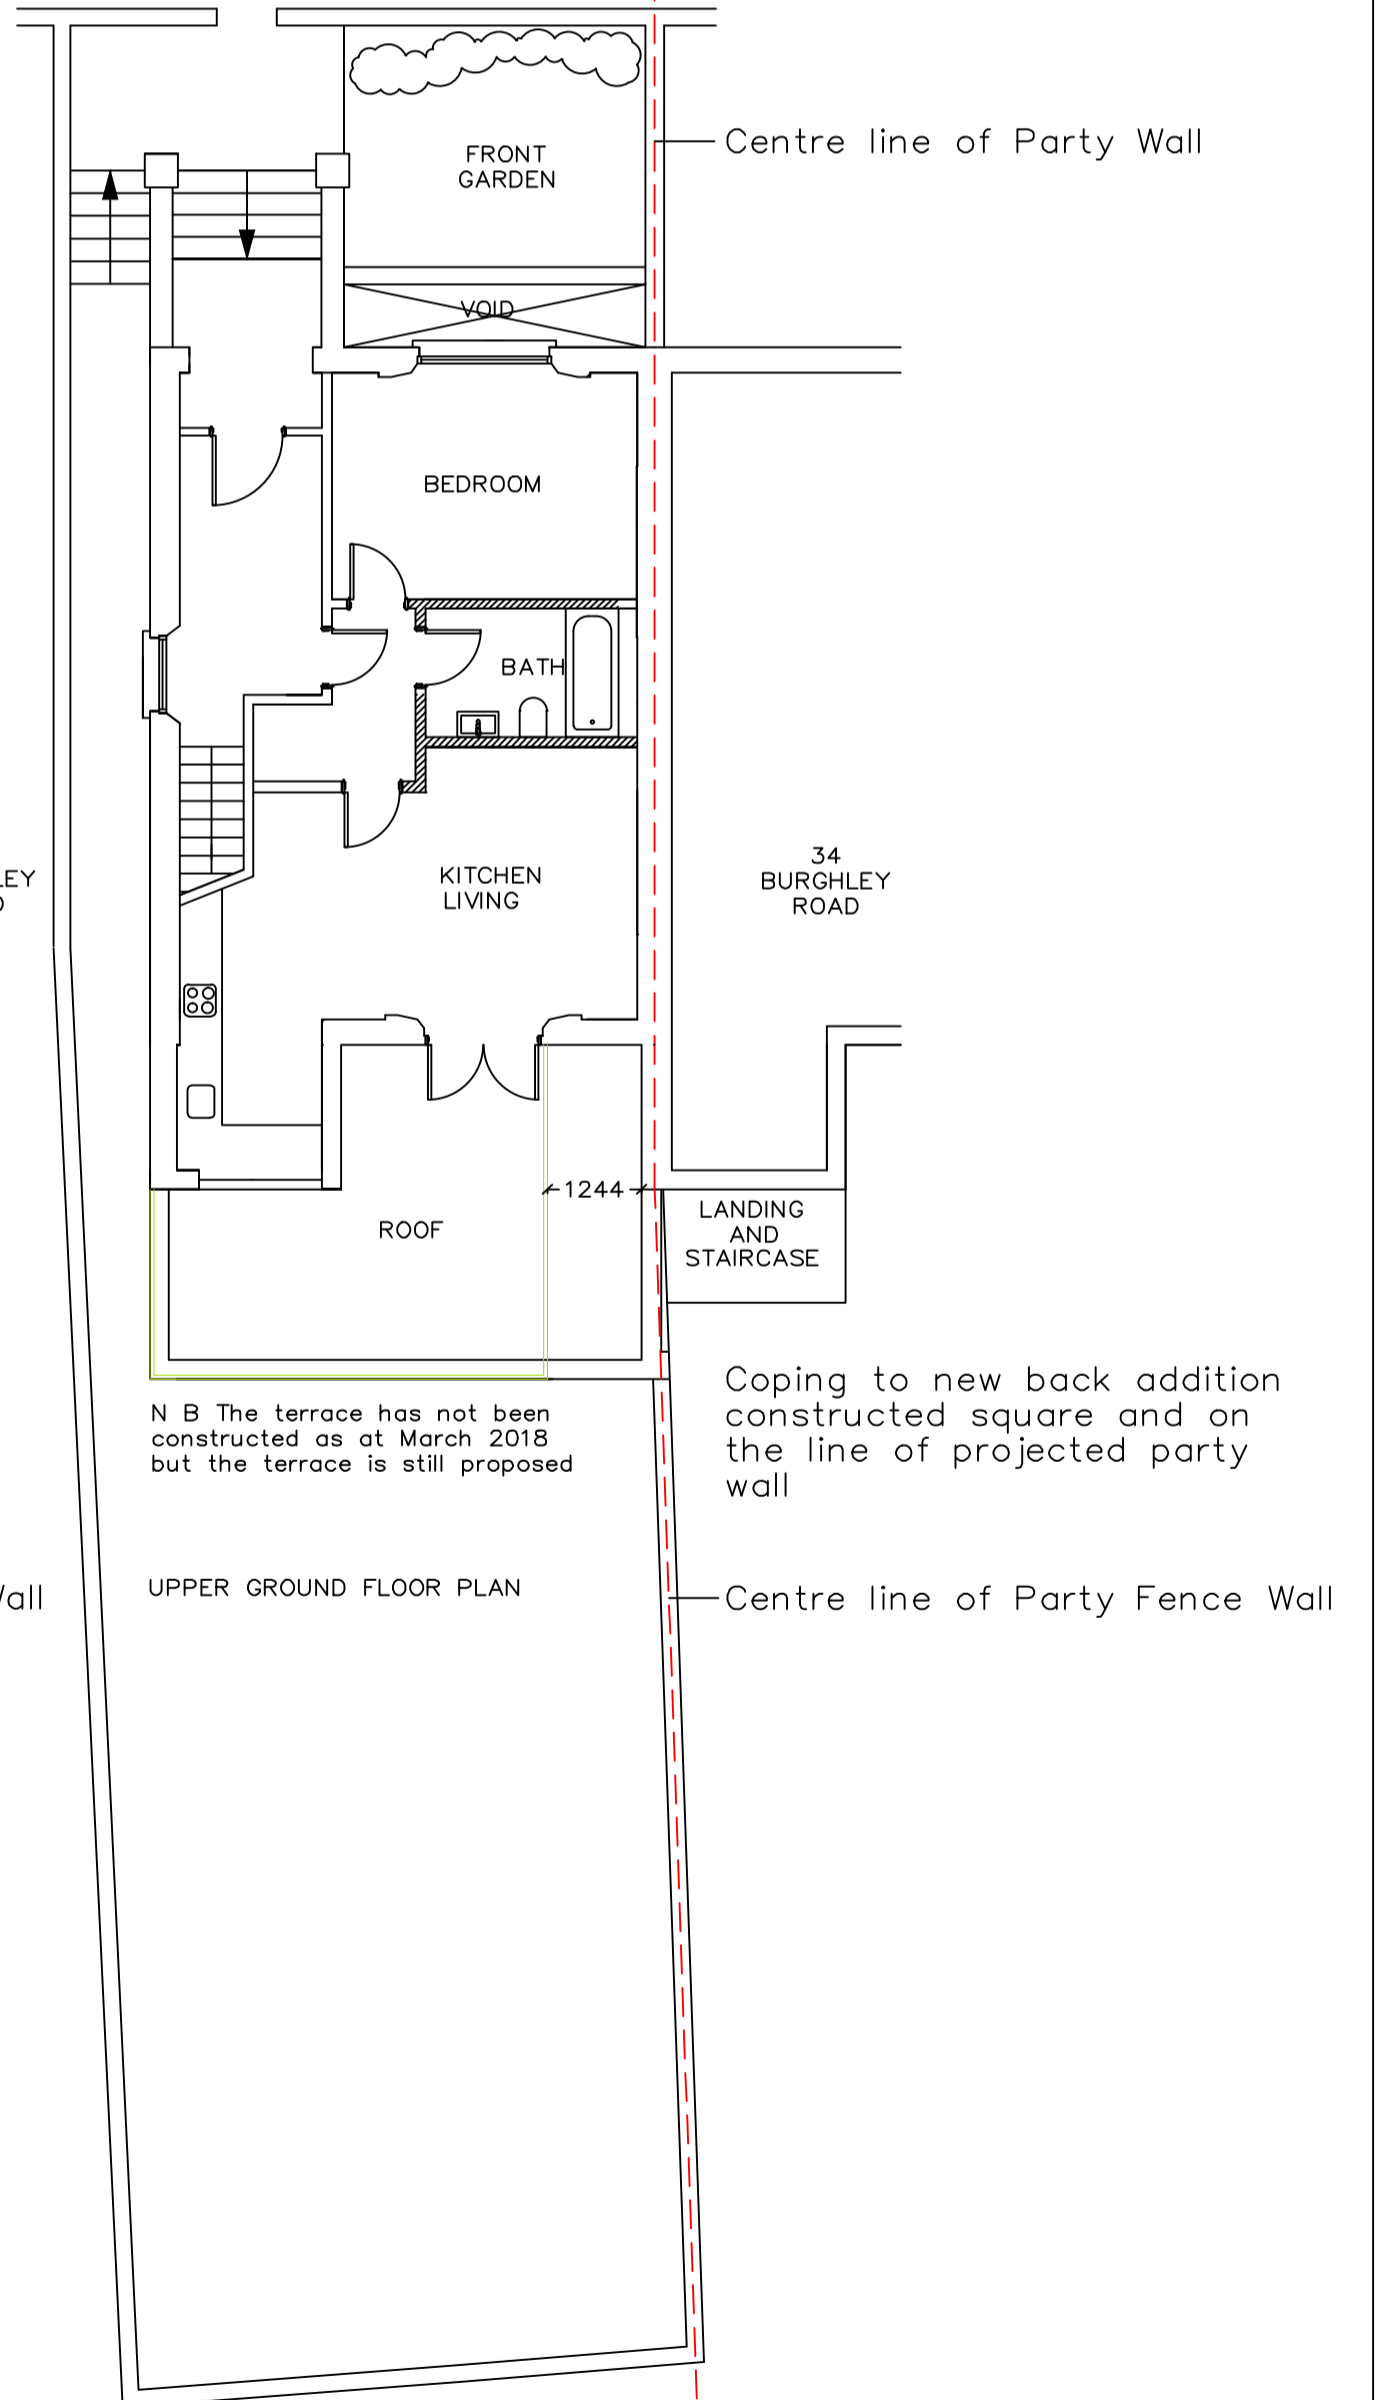 Centre line of Party Wall
FRONT
GARDEN
VOID
BEDROOM
BATH
KITCHEN
LIVING
34
BURGHLEY
ROAD
LEY
1244
ROOF
LANDING
AND
STAIRCASE
Coping to new back addition
constructed square and on
the line of projected party
wall
N B The terrace has not been
constructed as at March 2018
but the terrace is still proposed
UPPER GROUND FLOOR PLAN
Centre line of Party Fence Wall
Wall